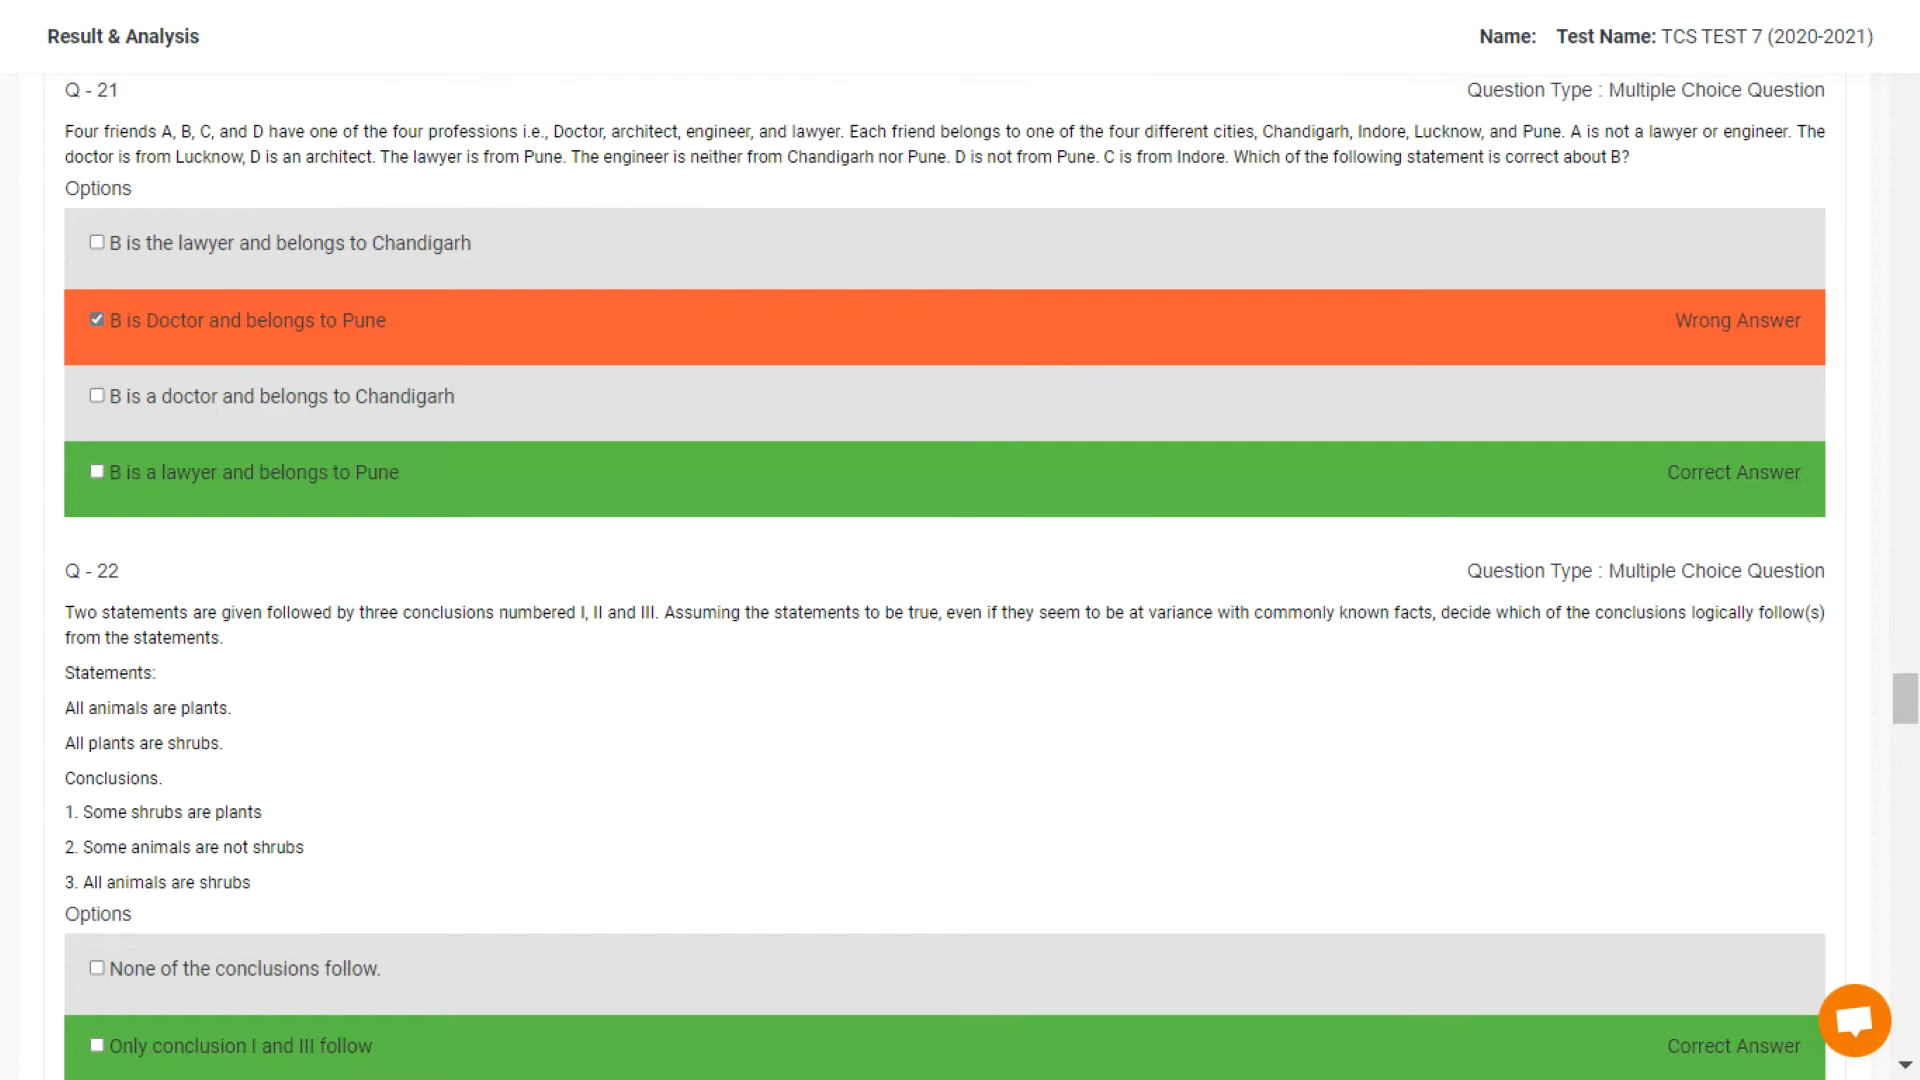 Result & Analysis
Name: Test Name: TCS TEST 7 (2020-2021)
Q - 21
Question Type : Multiple Choice Question
Four friends A, B, C, and D have one of the four professions i.e., Doctor, architect, engineer, and lawyer. Each friend belongs to one of the four different cities, Chandigarh, Indore, Lucknow, and Pune. A is not a lawyer or engineer. The
doctor is from Lucknow, D is an architect. The lawyer is from Pune. The engineer is neither from Chandigarh nor Pune. D is not from Pune. C is from Indore. Which of the following statement is correct about B?
Options
B is the lawyer and belongs to Chandigarh
B is Doctor and belongs to Pune
Wrong Answer
B is a doctor and belongs to Chandigarh
B is a lawyer and belongs to Pune
Correct Answer
Q - 22
Question Type : Multiple Choice Question
Two statements are given followed by three conclusions numbered I, II and III. Assuming the statements to be true, even if they seem to be at variance with commonly known facts, decide which of the conclusions logically follow(s)
from the statements.
Statements:
All animals are plants.
All plants are shrubs.
Conclusions.
1. Some shrubs are plants
2. Some animals are not shrubs
3. All animals are shrubs
Options
None of the conclusions follow.
Only conclusion I and III follow
Correct Answer